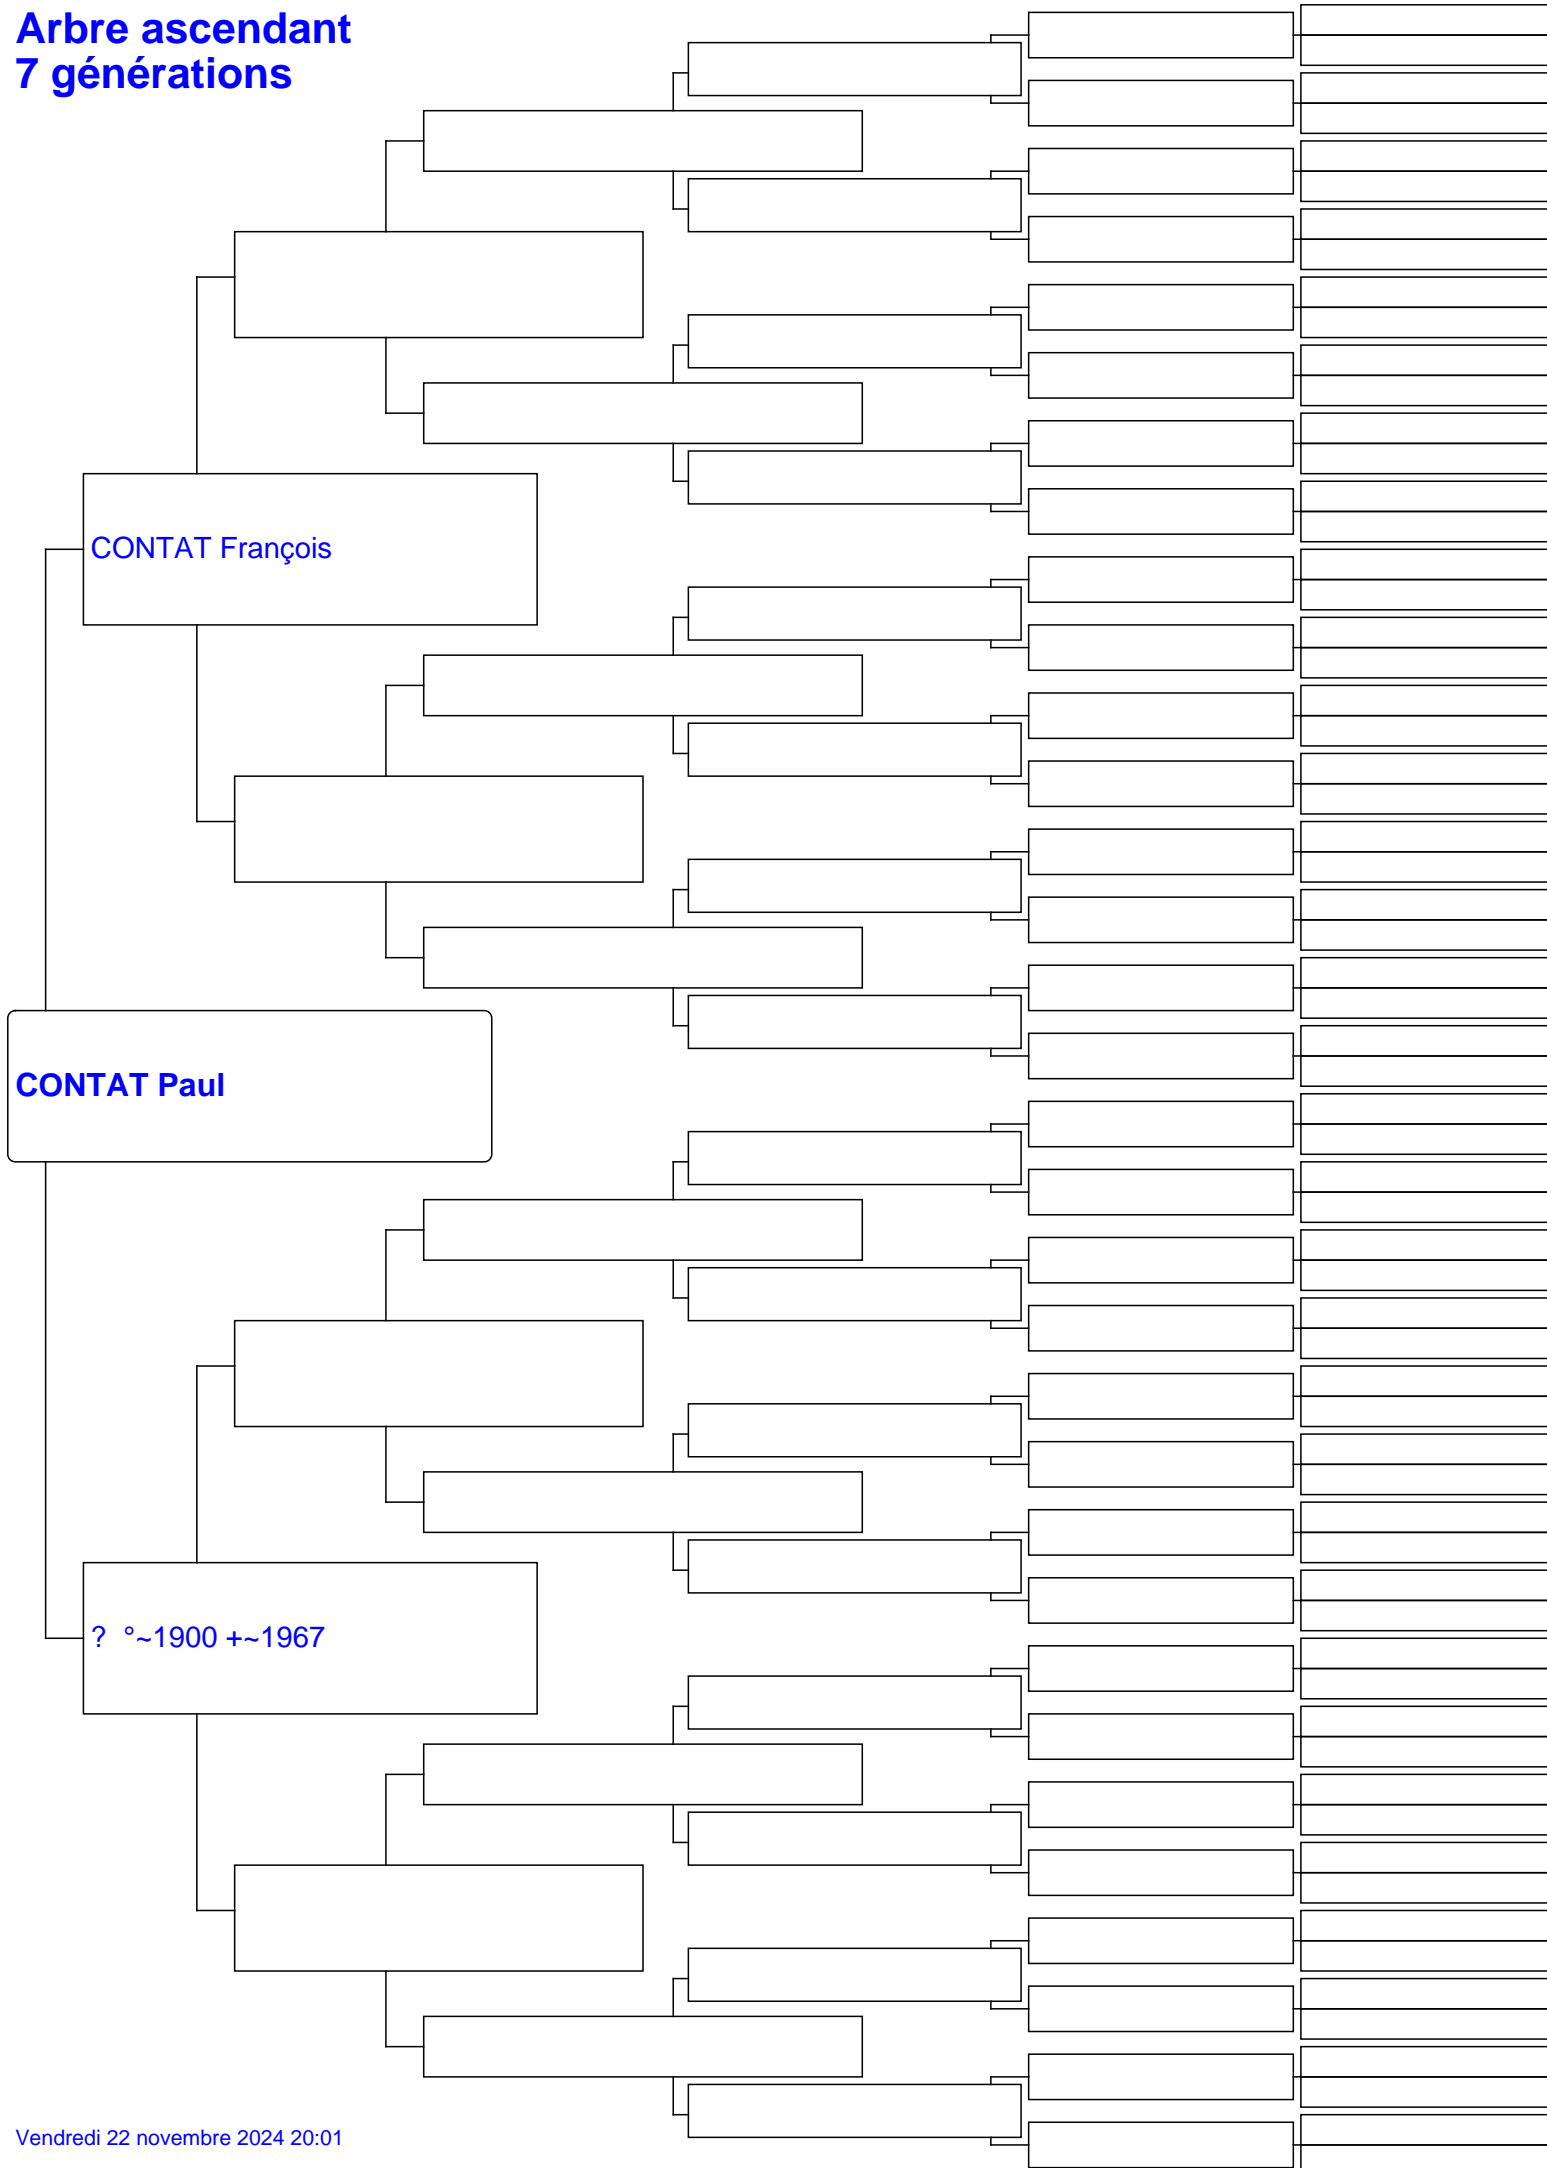 Arbre ascendant
7 générations
CONTAT François
CONTAT Paul
? °~1900 +~1967
Vendredi 22 novembre 2024 20:01